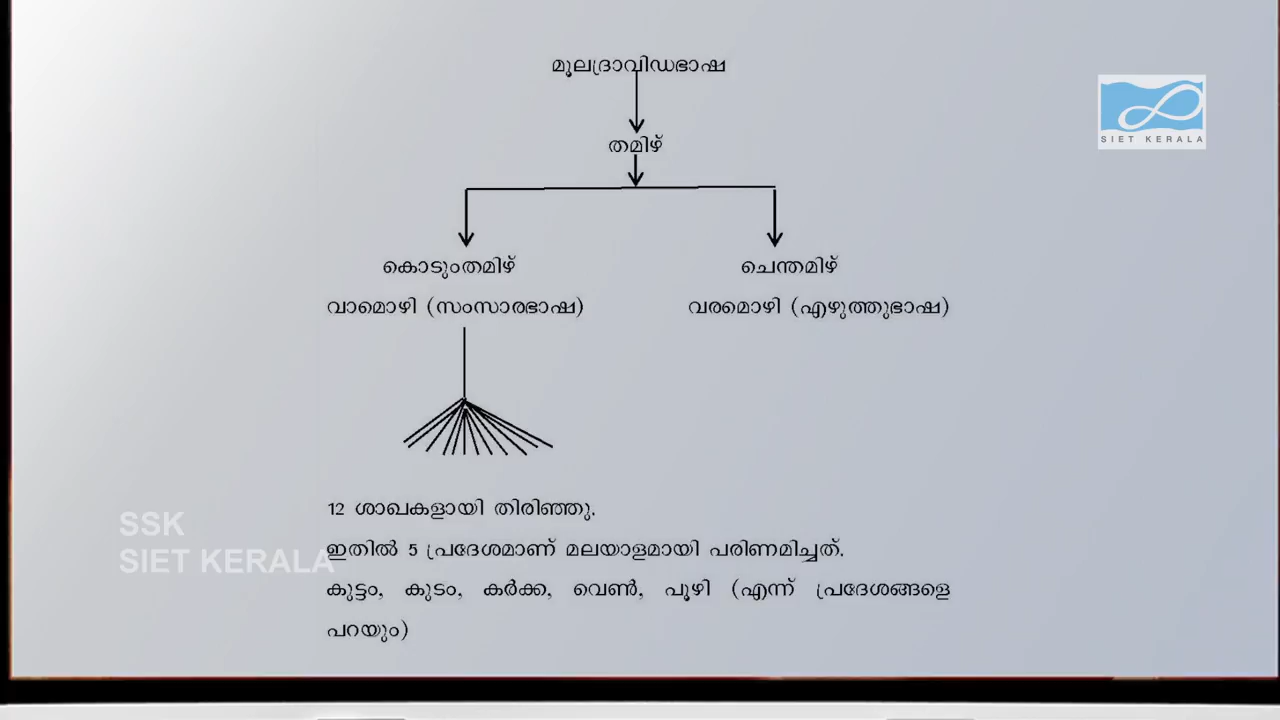 മൂലദ്രാവിഡഭാഷ
SIET KERALA
തമിഴ്
കൊടുംതമിഴ് ചെന്തമിഴ്
വാമൊഴി (സംസാരഭാഷ) വരമൊഴി (എഴുത്തുഭാഷ)
12 ശാഖകളായി തിരിഞ്ഞു.
SSK
ഇതിൽ 5 പ്രദേശമാണ് മലയാളമായി പരിണമിച്ചത്.
SIET KERALA
കുട്ടം, കുടം, കർക്ക, വെൺ, പൂഴി (എന്ന് പ്രദേശങ്ങളെ
പറയും)